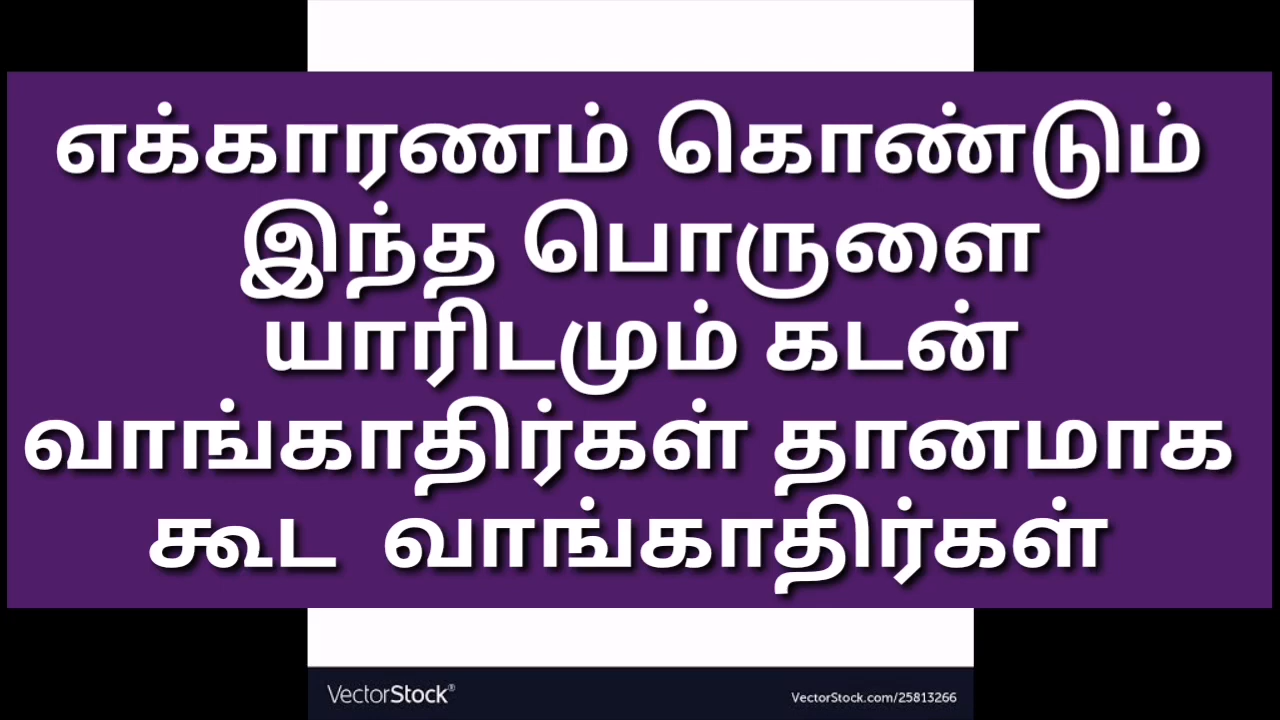 எக்காரணம் கொண்டும்
இந்த பொருளை
யாரிடமும் கடன்
வாங்காதிர்கள் தானமாக
கூட வாங்காதிர்கள்
VectorStock®
VectorStock.com/25813266